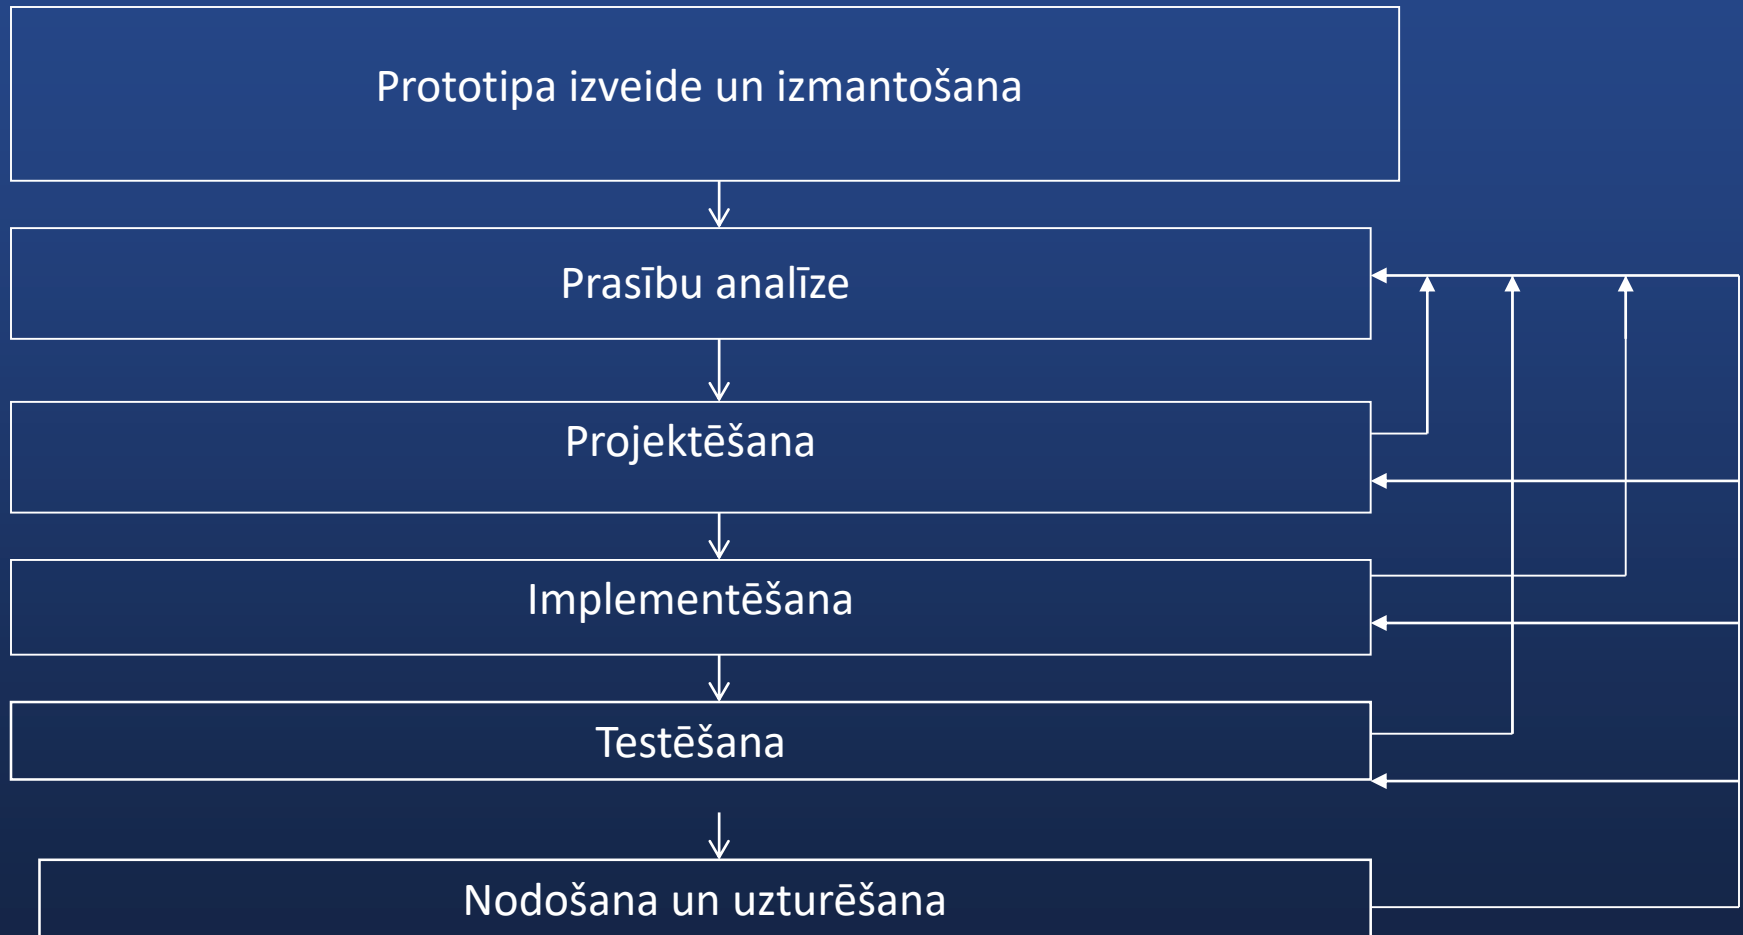 Prototipa izveide un izmantošana
Prasību analīze
Projektēšana
Implementēšana
Testēšana
Nodošana un uzturēšana